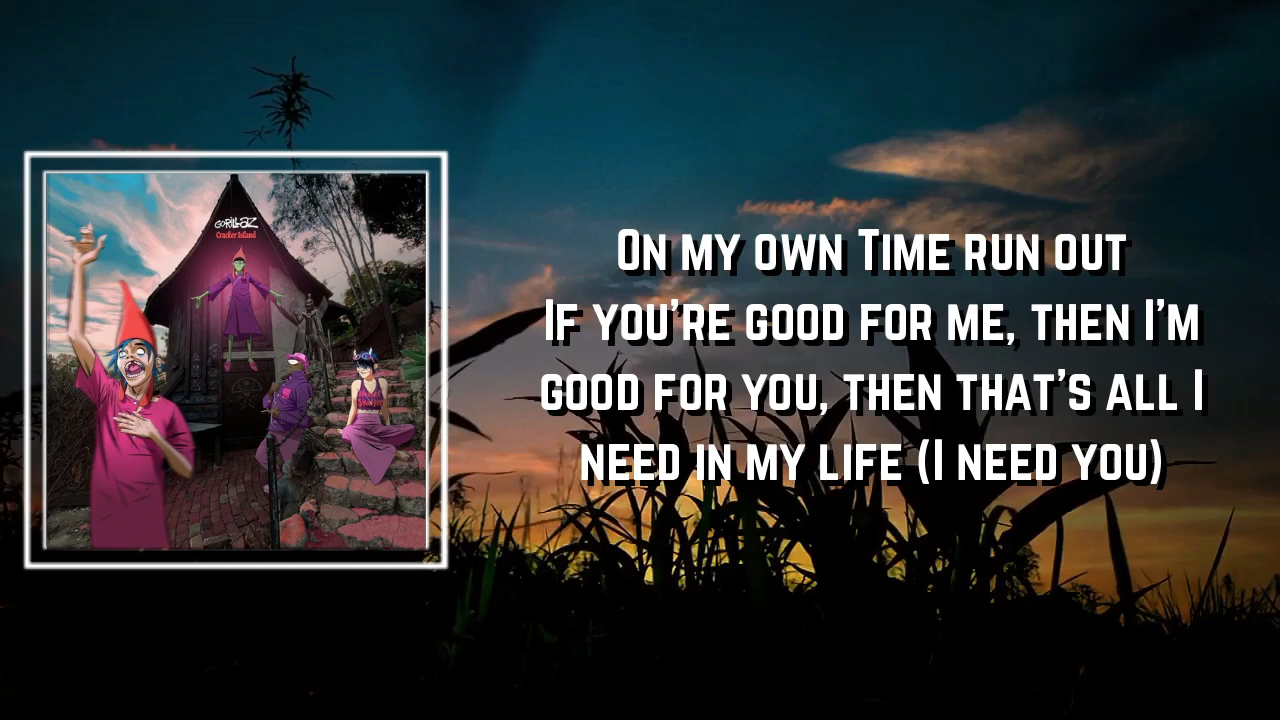 GORILLAZ
Cracker Island
On my own Time run out
If you're good for me, then I'm
good for you, then that's all I
need in my life (I need you)